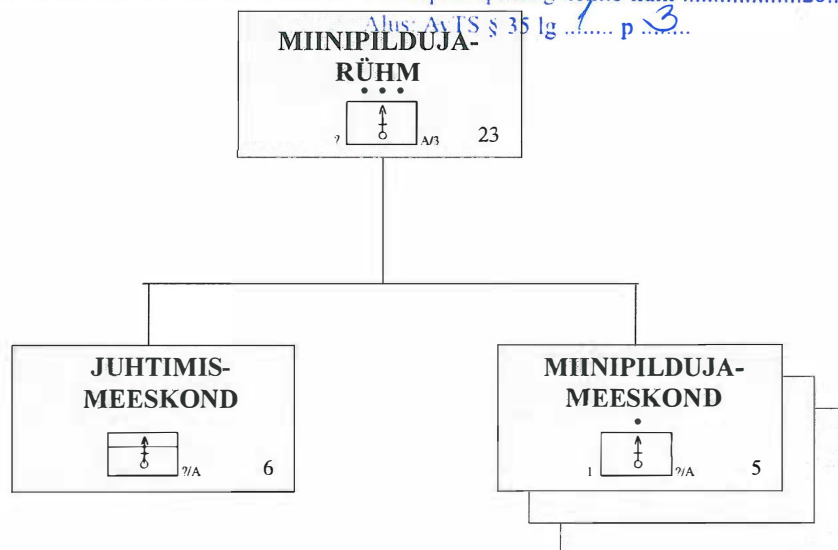 Alus: AvTS § 35 lg ...1... p ...3...
MIINIPILDUJA-
RÜHM
? A/3 23
JUHTIMIS-
MEESKOND
?/A 6
MIINIPILDUJA-
MEESKOND
1 ?/A 5